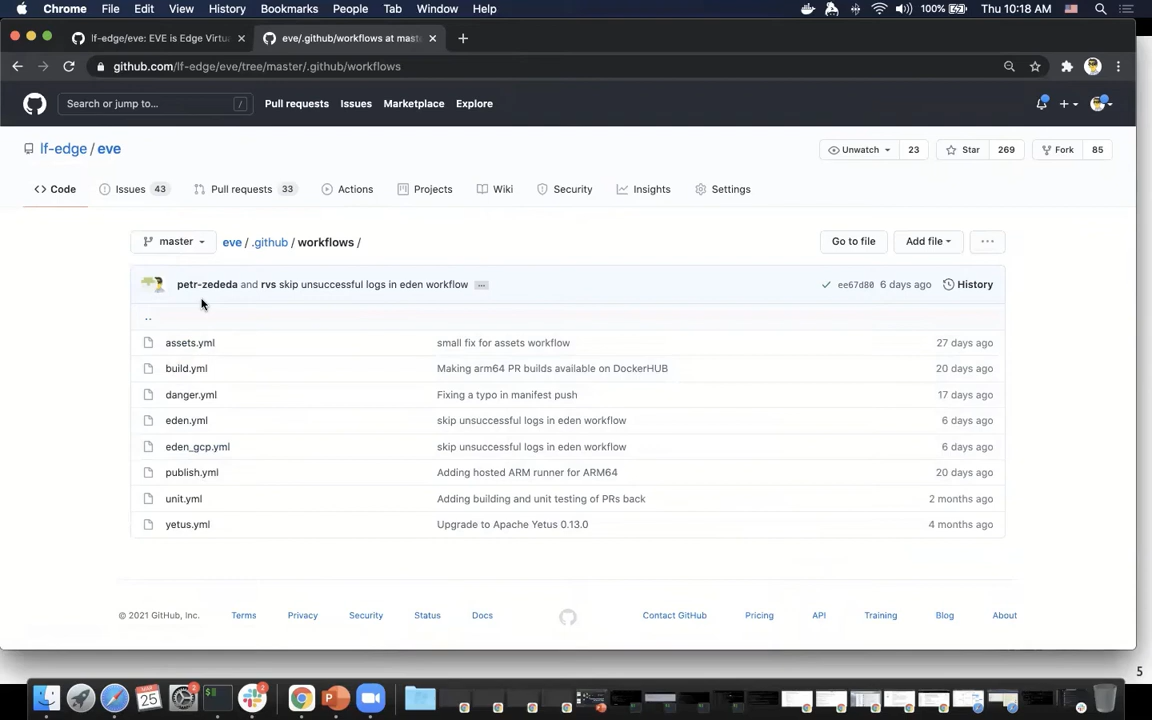 Chrome File Edit View History Bookmarks People Tab Window Help 100% Thu 10:18 AM
lf-edge/eve: EVE is Edge Virtu eve/.github/workflows at mast
github.com/lf-edge/eve/tree/master/.github/workflows
Search or jump to... / Pull requests Issues Marketplace Explore
lf-edge / eve Unwatch 23 Star 269 Fork 85
Code Issues 43 Pull requests 33 Actions Projects Wiki Security Insights Settings
master eve / .github / workflows / Go to file Add file ...
petr-zededa and rvs skip unsuccessful logs in eden workflow ... ee67d80 6 days ago History
..
assets.yml small fix for assets workflow 27 days ago
build.yml Making arm64 PR builds available on DockerHUB 20 days ago
danger.yml Fixing a typo in manifest push 17 days ago
eden.yml skip unsuccessful logs in eden workflow 6 days ago
eden_gcp.yml skip unsuccessful logs in eden workflow 6 days ago
publish.yml Adding hosted ARM runner for ARM64 20 days ago
unit.yml Adding building and unit testing of PRs back 2 months ago
yetus.yml Upgrade to Apache Yetus 0.13.0 4 months ago
© 2021 GitHub, Inc. Terms Privacy Security Status Docs Contact GitHub Pricing API Training Blog About
5
25